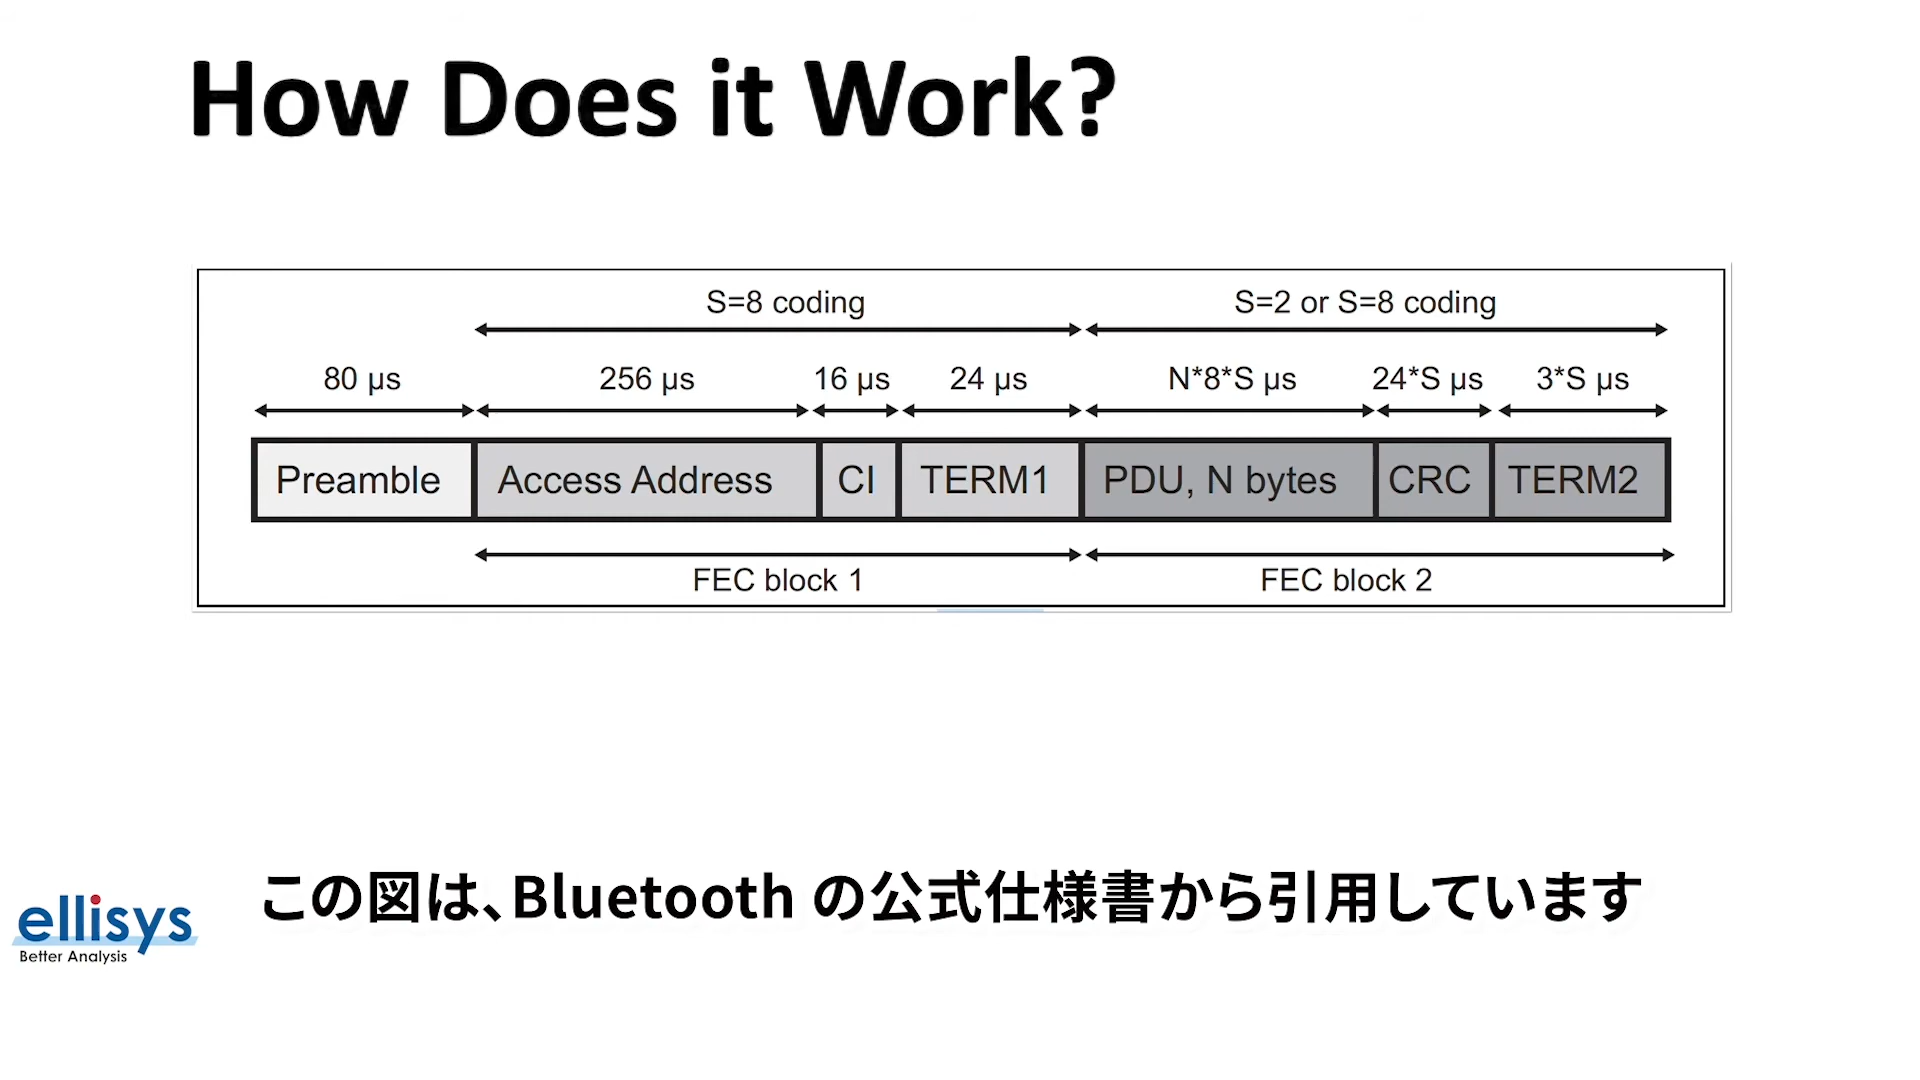 How Does it Work?
S=8 coding
S=2 or S=8 coding
80 µs
256 µs
16 µs
24 µs
N*8*S µs
24*S µs
3*S µs
Preamble
Access Address
CI
TERM1
PDU, N bytes
CRC
TERM2
FEC block 1
FEC block 2
この図は、Bluetooth の公式仕様書から引用しています
ellisys
Better Analysis